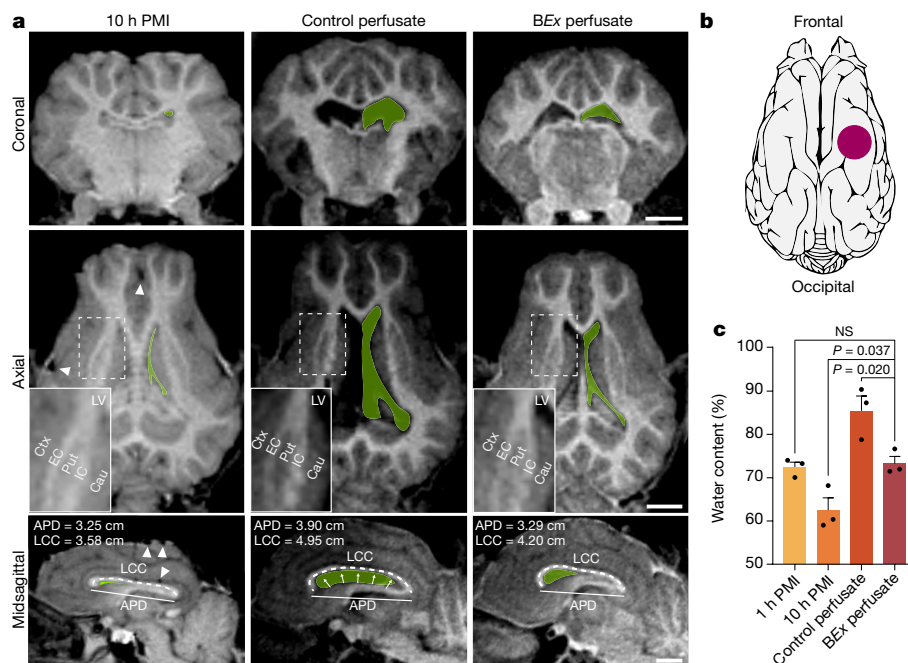 a
10 h PMI
Control perfusate
BEx perfusate
Coronal
Axial
LV
Ctx
EC
Put
IC
Cau
LV
Ctx
EC
Put
IC
Cau
LV
Ctx
EC
Put
IC
Cau
Midsagittal
APD = 3.25 cm
LCC = 3.58 cm
LCC
APD
APD = 3.90 cm
LCC = 4.95 cm
LCC
APD
APD = 3.29 cm
LCC = 4.20 cm
LCC
APD
b
Frontal
Occipital
c
NS
P = 0.037
P = 0.020
Water content (%)
100
90
80
70
60
50
1 h PMI
10 h PMI
Control perfusate
BEx perfusate